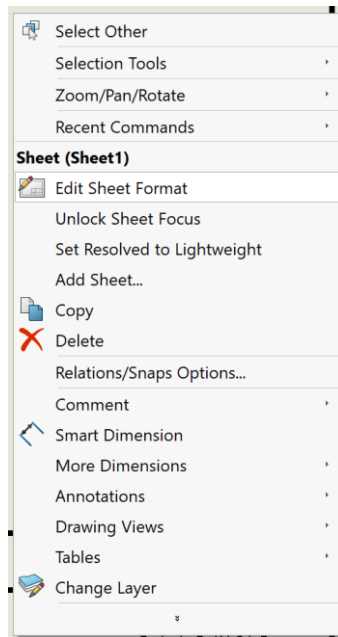 Select Other
Selection Tools
Zoom/Pan/Rotate
Recent Commands
Sheet (Sheet1)
Edit Sheet Format
Unlock Sheet Focus
Set Resolved to Lightweight
Add Sheet...
Copy
Delete
Relations/Snaps Options...
Comment
Smart Dimension
More Dimensions
Annotations
Drawing Views
Tables
Change Layer